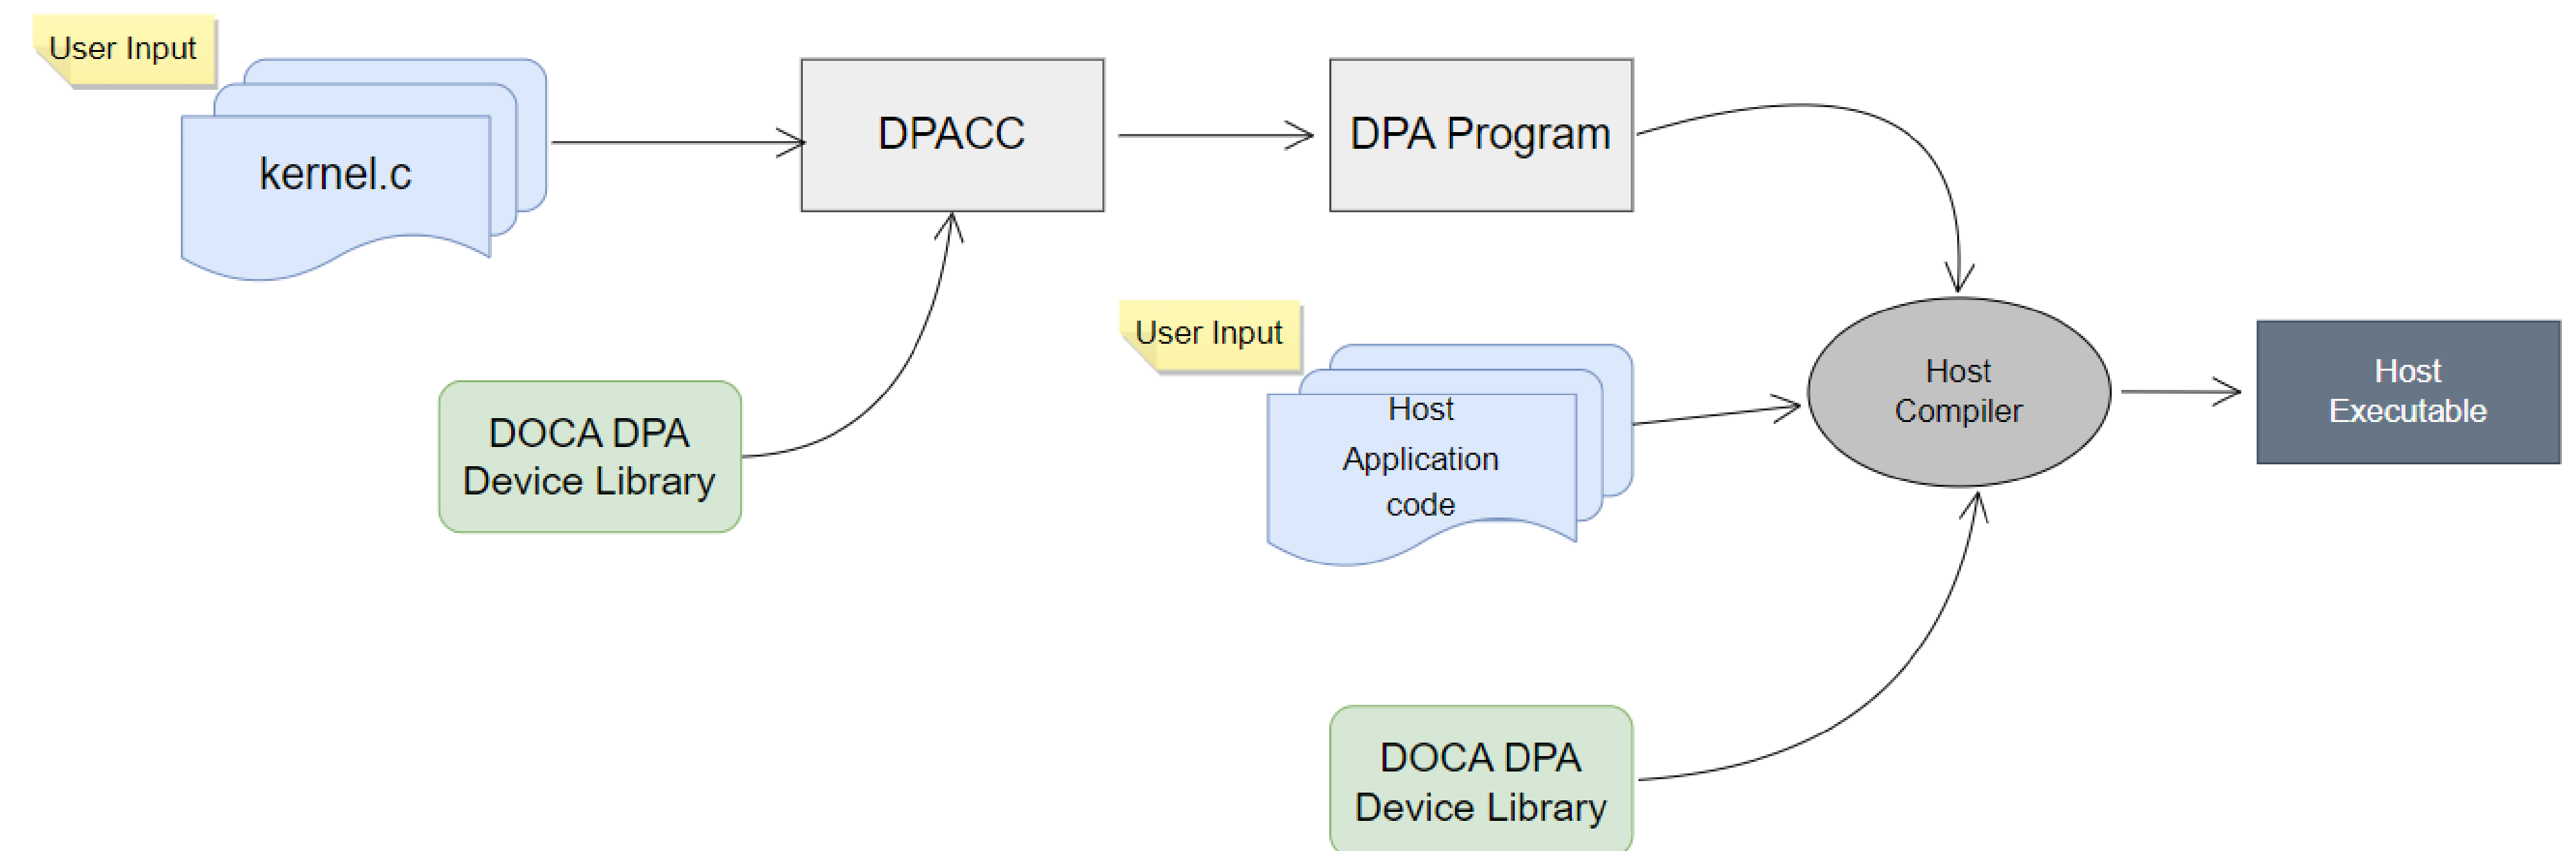 User Input
kernel.c
DPACC
DPA Program
DOCA DPA
Device Library
User Input
Host
Application
code
Host
Compiler
Host
Executable
DOCA DPA
Device Library